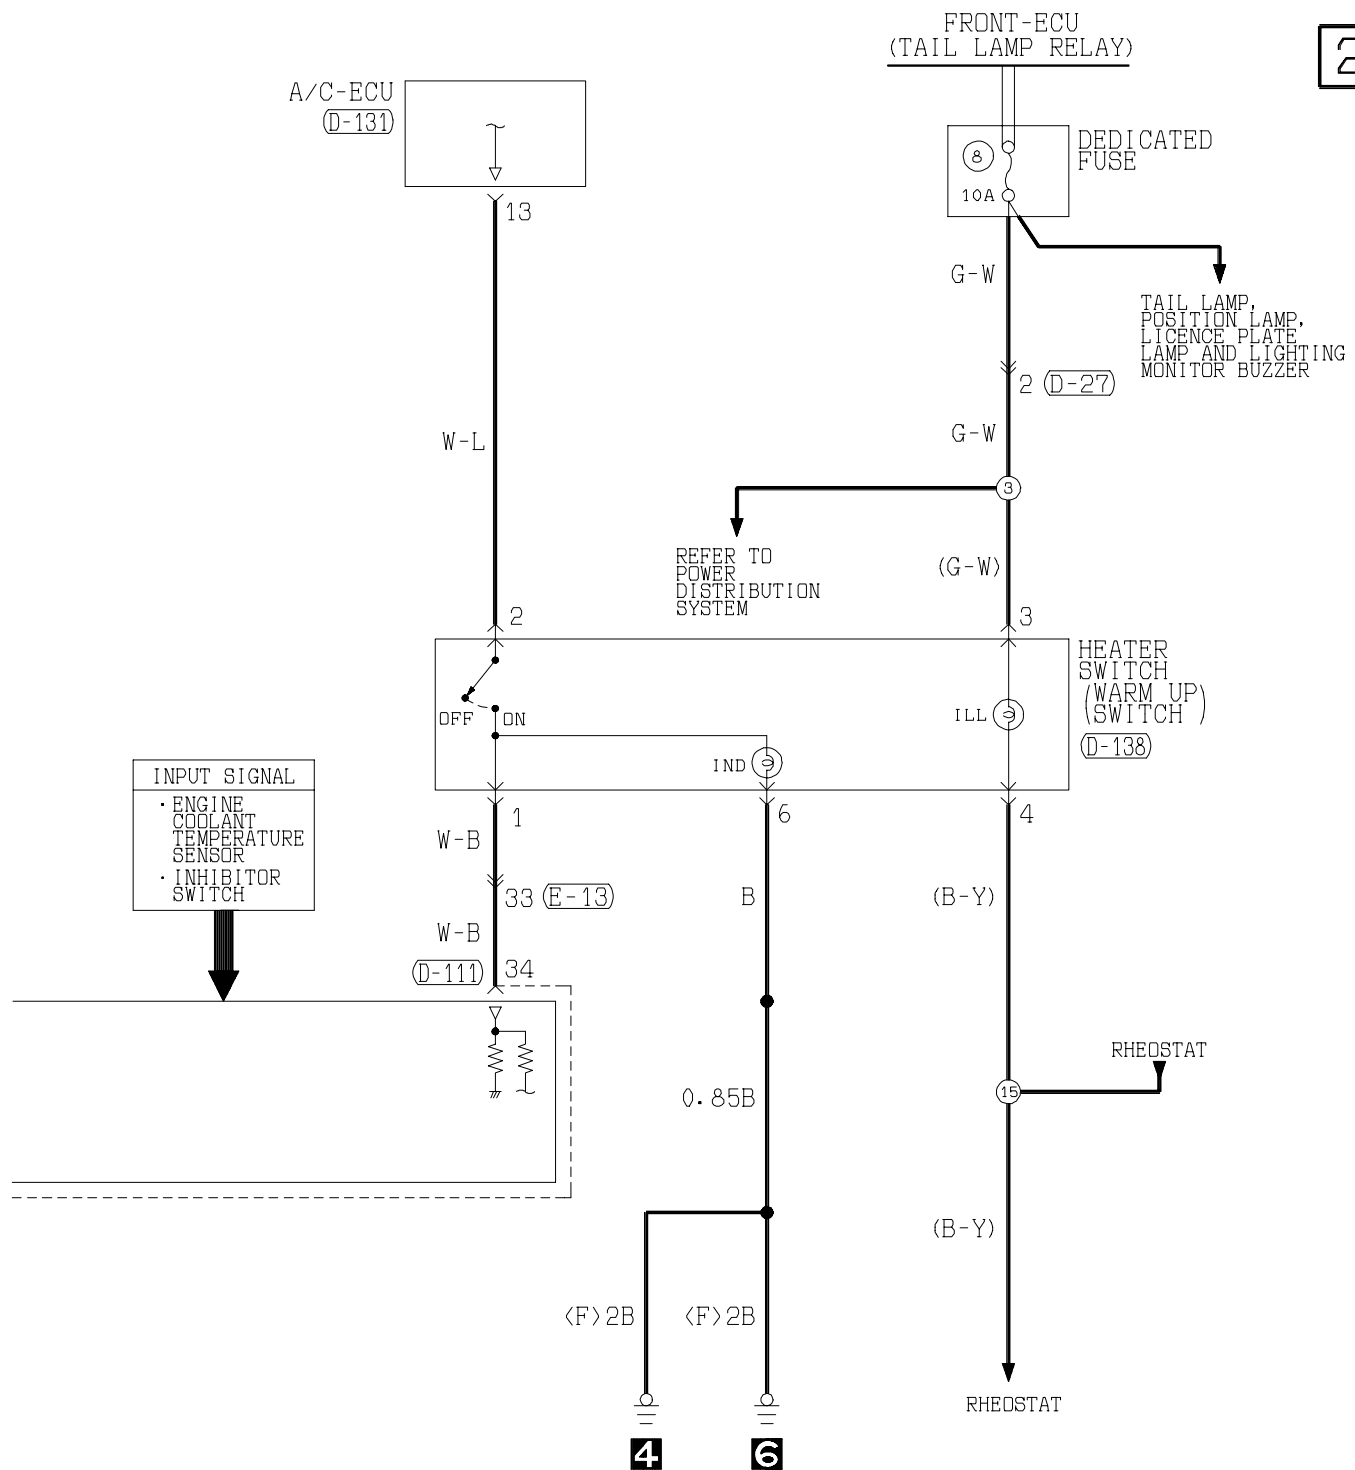 FRONT-ECU
(TAIL LAMP RELAY)
2
A/C-ECU
(D-131)
DEDICATED
FUSE
8
10A
13
G-W
TAIL LAMP,
POSITION LAMP,
LICENCE PLATE
LAMP AND LIGHTING
MONITOR BUZZER
2 (D-27)
W-L
G-W
3
REFER TO
POWER
DISTRIBUTION
SYSTEM
(G-W)
2
3
HEATER
SWITCH
(WARM UP)
(SWITCH )
(D-138)
OFF
ON
ILL
IND
INPUT SIGNAL
· ENGINE
COOLANT
TEMPERATURE
SENSOR
· INHIBITOR
SWITCH
1
6
4
W-B
33 (E-13)
B
(B-Y)
W-B
(D-111)
34
RHEOSTAT
15
0.85B
(B-Y)
<F>2B
<F>2B
RHEOSTAT
4
6